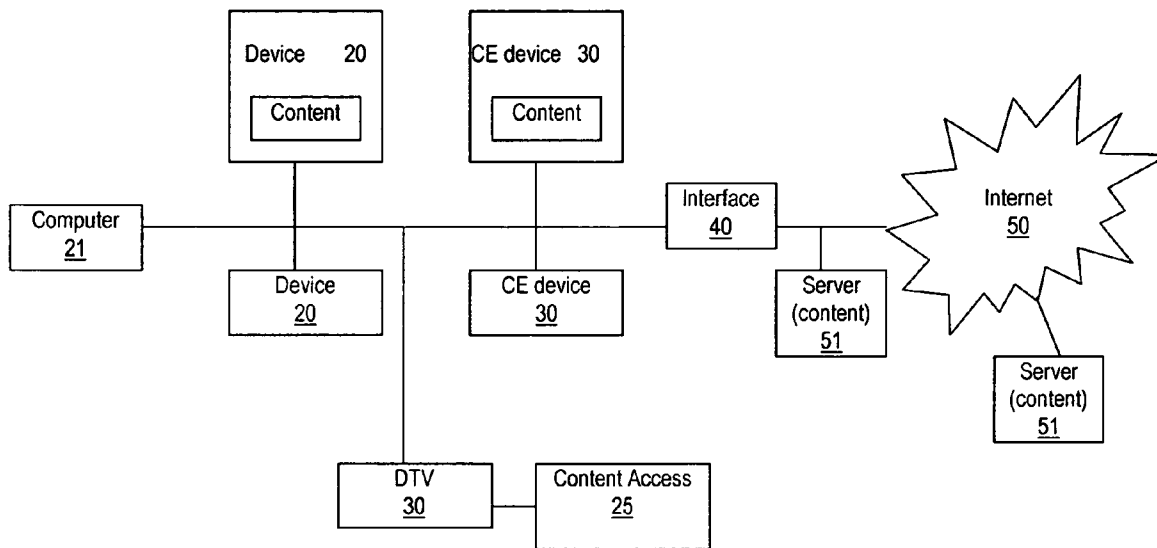 Device 20
Content
CE device 30
Content
Computer
21
Device
20
CE device
30
Interface
40
Internet
50
Server
(content)
51
Server
(content)
51
DTV
30
Content Access
25